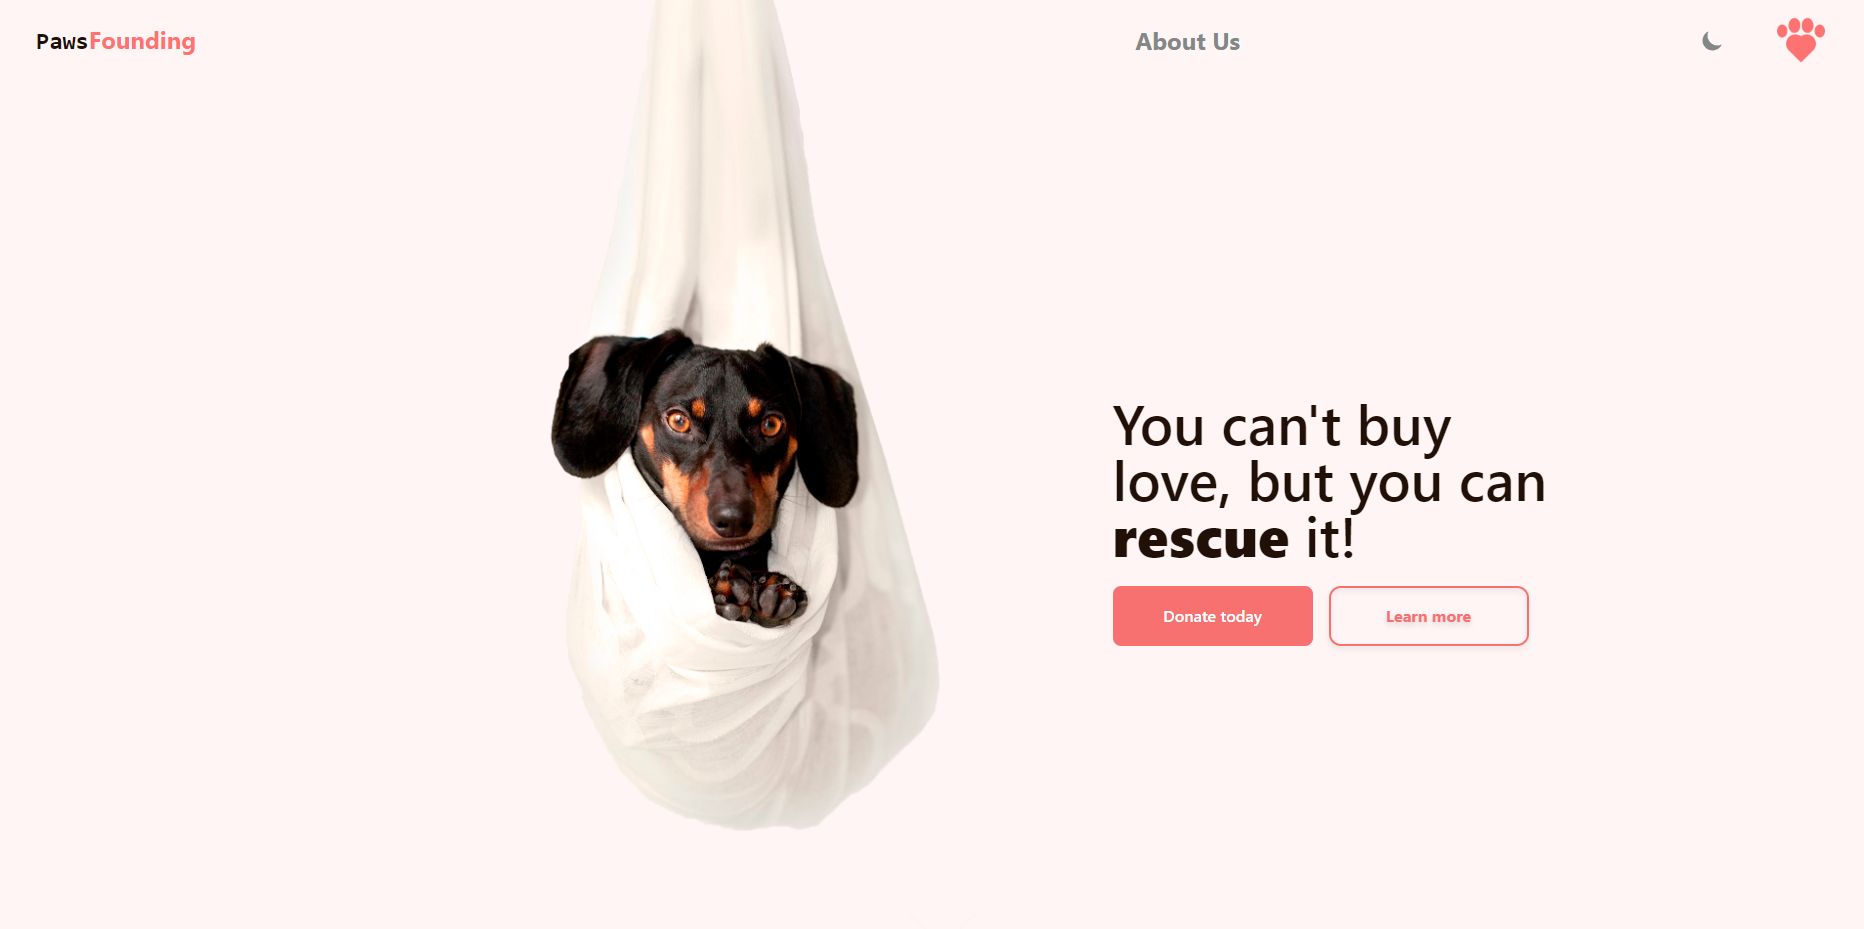 PawsFounding
About Us
You can't buy
love, but you can
rescue it!
Donate today
Learn more